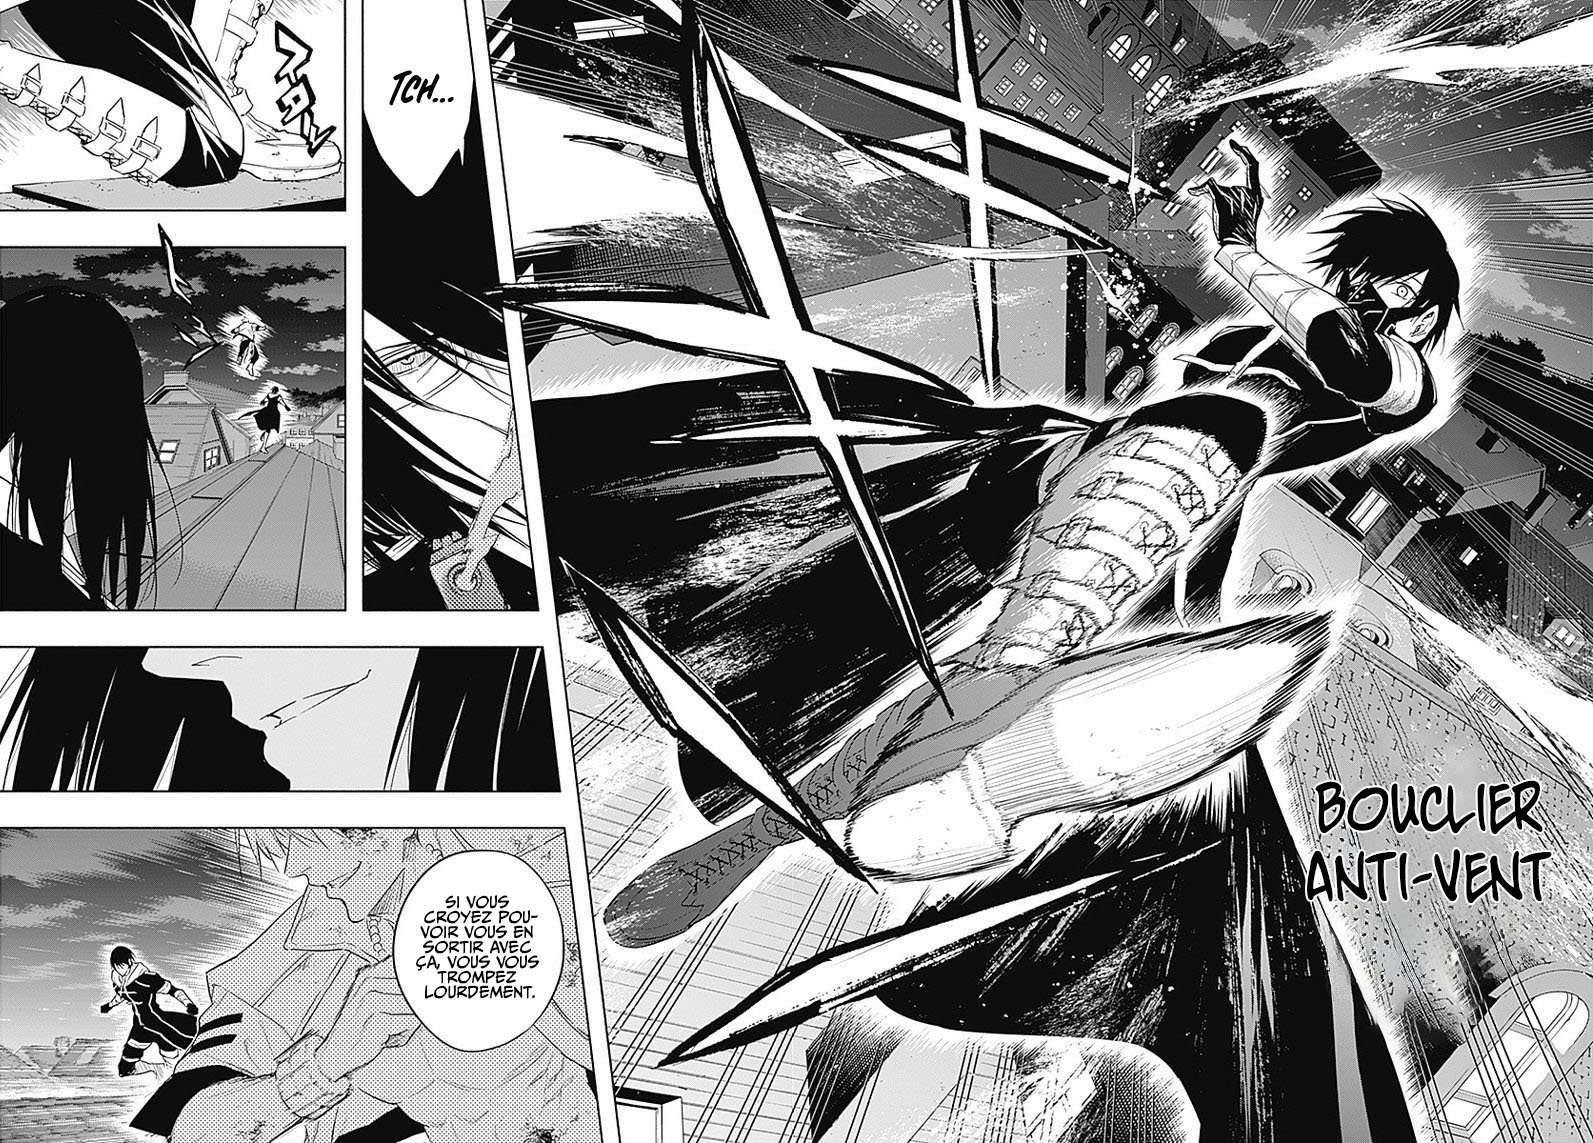 BOUCLIER
ANTI-VENT
TCH...
SI VOUS
CROYEZ POU-
VOIR VOUS EN
SORTIR AVEC
ÇA, VOUS VOUS
TROMPEZ
LOURDEMENT.